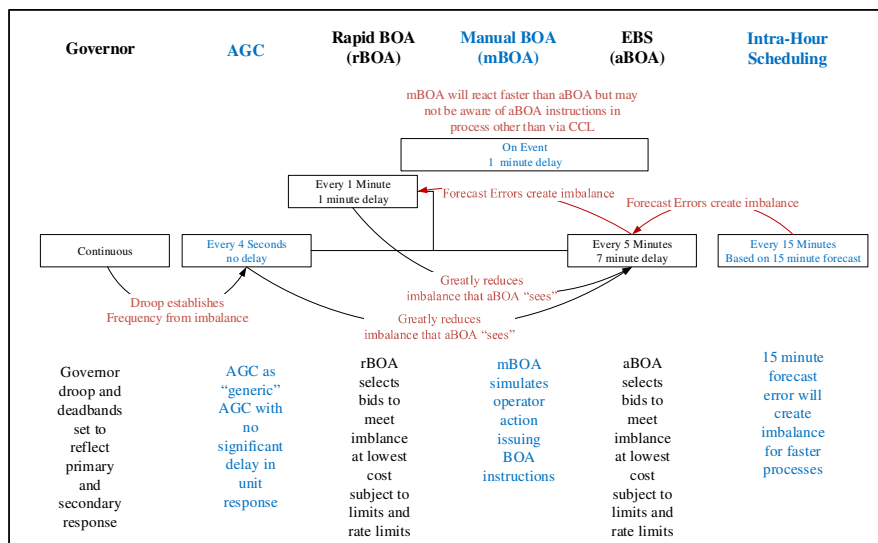 Governor
AGC
Rapid BOA
(rBOA)
Manual BOA
(mBOA)
EBS
(aBOA)
Intra-Hour
Scheduling
mBOA will react faster than aBOA but may
not be aware of aBOA instructions in
process other than via CCL
On Event
1 minute delay
Every 1 Minute
1 minute delay
Forecast Errors create imbalance
Forecast Errors create imbalance
Continuous
Every 4 Seconds
no delay
Every 5 Minutes
7 minute delay
Every 15 Minutes
Based on 15 minute forecast
Greatly reduces
imbalance that aBOA “sees”
Droop establishes
Frequency from imbalance
Greatly reduces
imbalance that aBOA “sees”
Governor
droop and
deadbands
set to
reflect
primary
and
secondary
response
AGC as
“generic”
AGC with
no
significant
delay in
unit
response
rBOA
selects
bids to
meet
imblance
at lowest
cost
subject to
limits and
rate limits
mBOA
simulates
operator
action
issuing
BOA
instructions
aBOA
selects
bids to
meet
imblance
at lowest
cost
subject to
limits and
rate limits
15 minute
forecast
error will
create
imbalance
for faster
processes